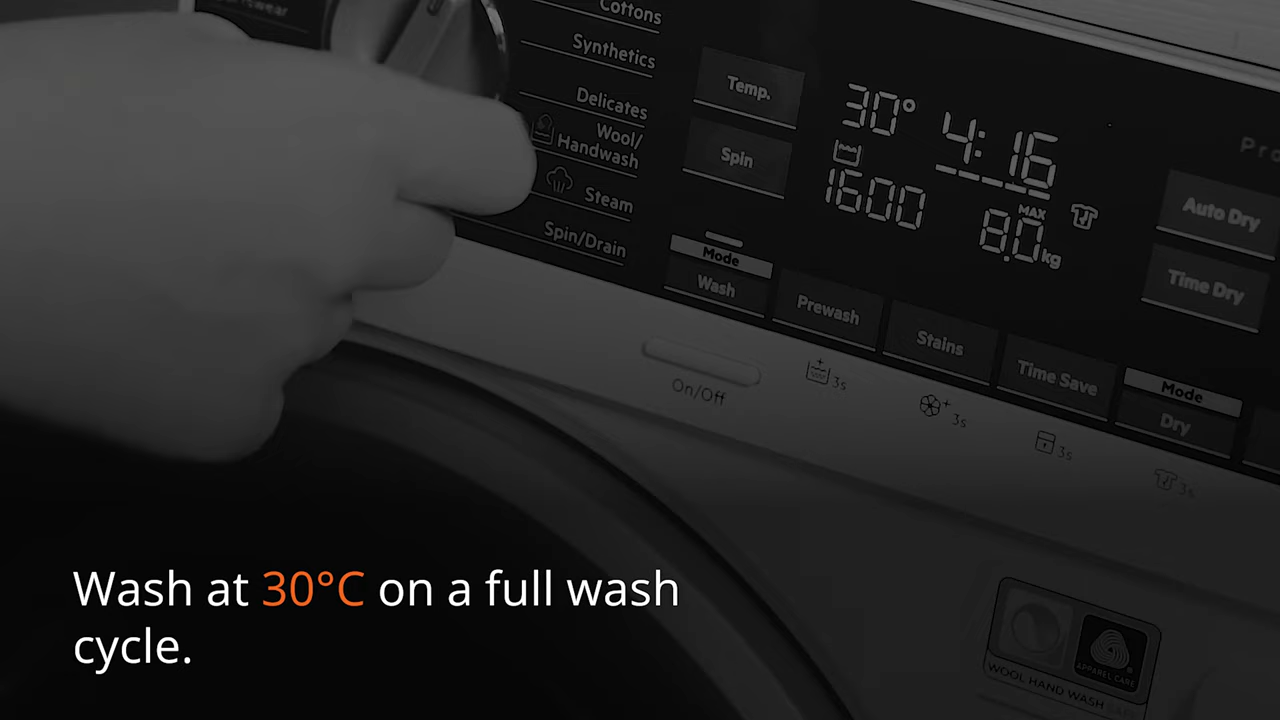 Cottons
Synthetics
Delicates
Wool/
Handwash
Steam
Spin/Drain
Temp.
Spin
30° 4:16
1600
MAX
8.0kg
Auto Dry
Time Dry
Mode
Wash
Prewash
Stains
Time Save
Mode
Dry
On/Off
3s
3s
3s
3s
APPAREL CARE
WOOL HAND WASH
Wash at 30°C on a full wash
cycle.